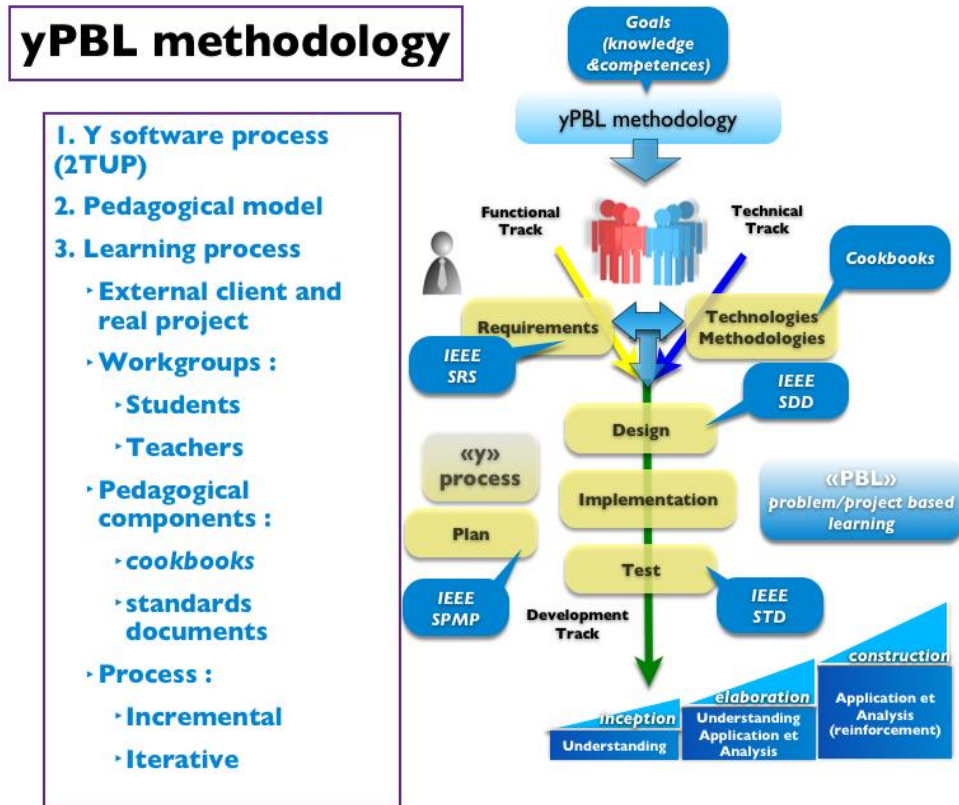 yPBL methodology
1. Y software process
(2TUP)
2. Pedagogical model
3. Learning process
‣ External client and
real project
‣ Workgroups :
‣ Students
‣ Teachers
‣ Pedagogical
components :
‣ cookbooks
‣ standards
documents
‣ Process :
‣ Incremental
‣ Iterative
Goals
(knowledge
&competences)
yPBL methodology
Functional
Track
Technical
Track
Cookbooks
Requirements
Technologies
Methodologies
IEEE
SRS
IEEE
SDD
Design
«y»
process
Implementation
«PBL»
problem/project based
learning
Plan
Test
IEEE
SPMP
IEEE
STD
Development
Track
construction
elaboration
inception
Understanding
Understanding
Application et
Analysis
Application et
Analysis
(reinforcement)